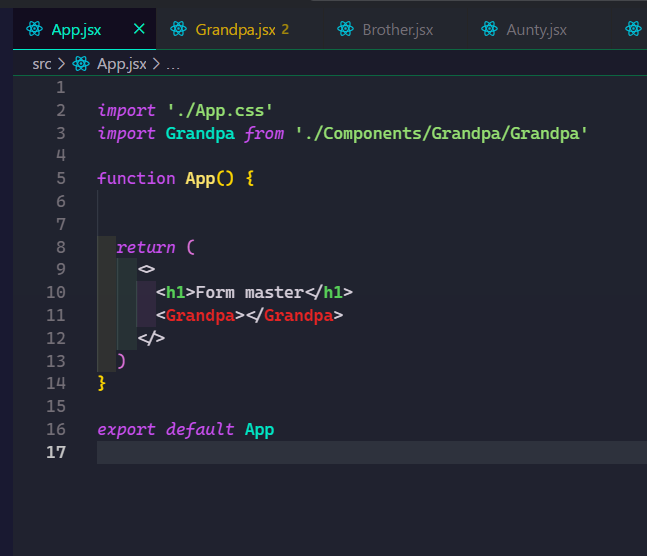 App.jsx × Grandpa.jsx 2 Brother.jsx Aunty.jsx
src > App.jsx > ...
1
2 import './App.css'
3 import Grandpa from './Components/Grandpa/Grandpa'
4
5 function App() {
6
7
8 return (
9 <>
10 <h1>Form master</h1>
11 <Grandpa></Grandpa>
12 </>
13 )
14 }
15
16 export default App
17